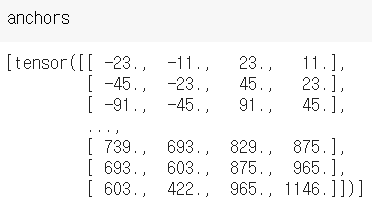 anchors
[tensor([[ -23., -11., 23., 11.],
[ -45., -23., 45., 23.],
[ -91., -45., 91., 45.],
...,
[ 739., 693., 829., 875.],
[ 693., 603., 875., 965.],
[ 603., 422., 965., 1146.]])]